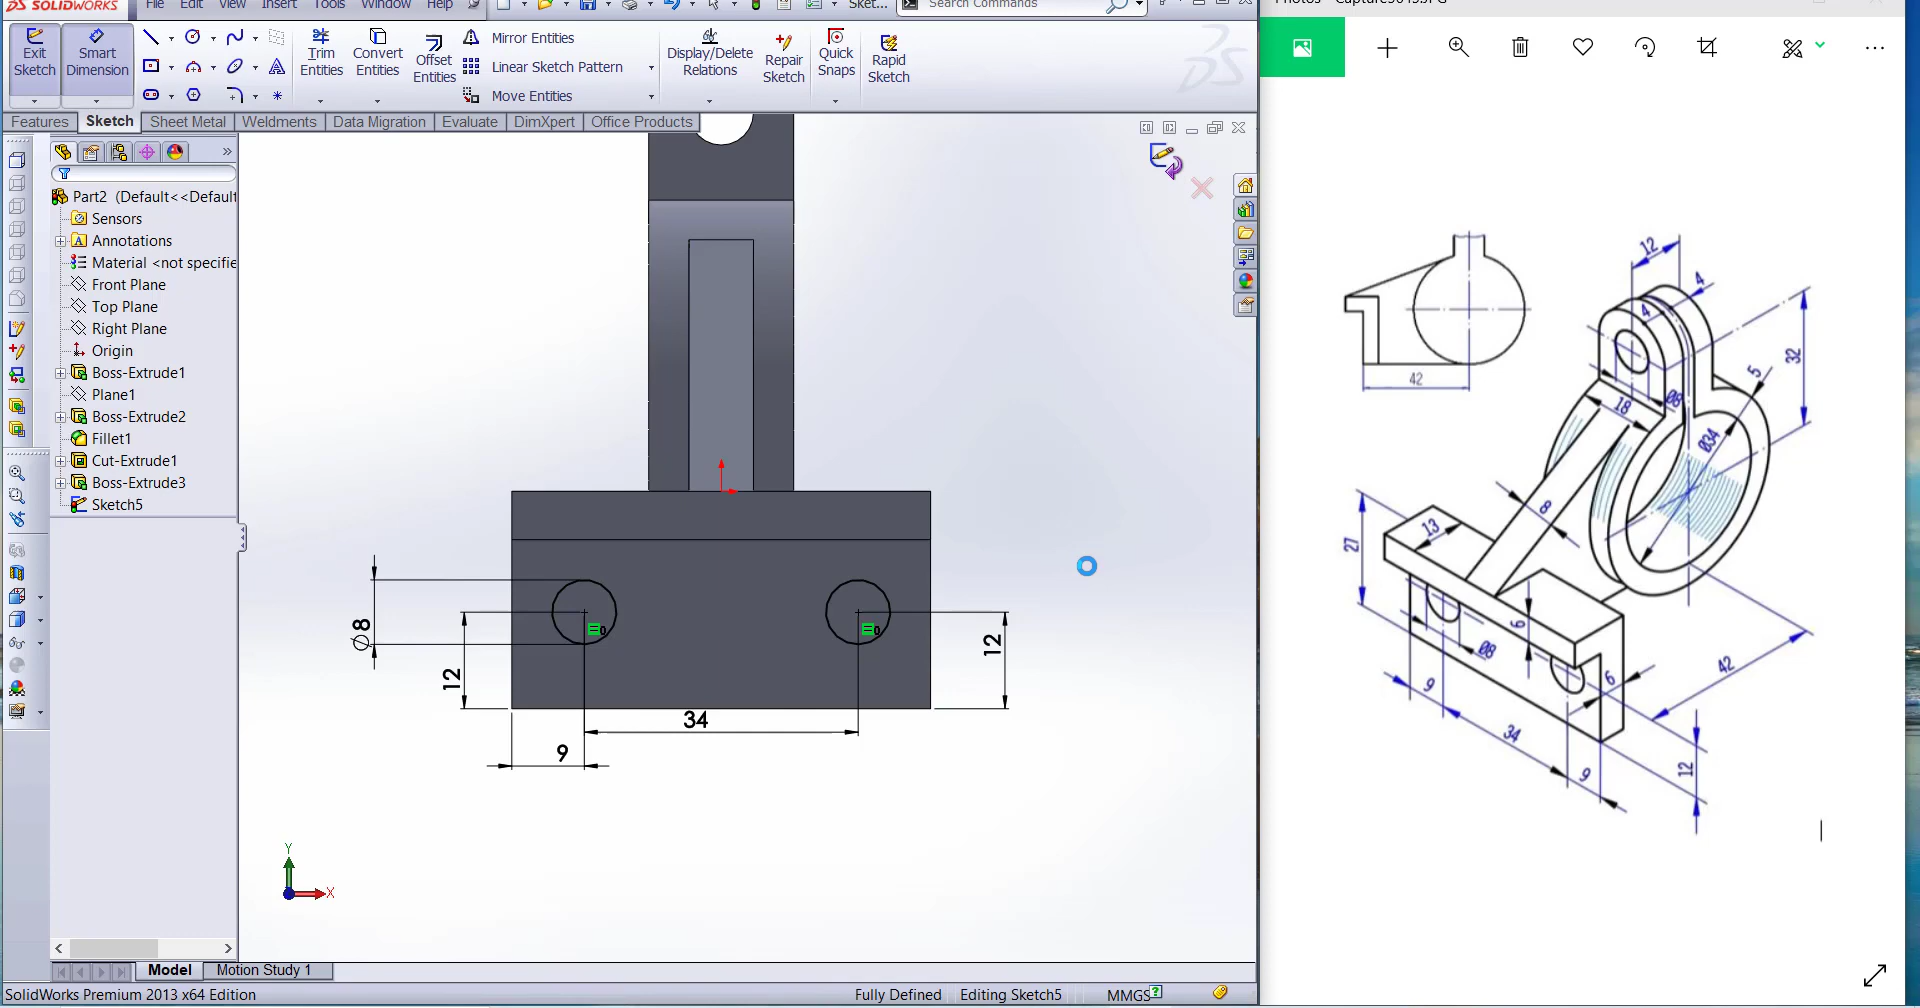 SOLIDWORKS
File
Edit
View
Insert
Tools
Window
Help
Sket...
Search Commands
Exit Sketch
Smart Dimension
Trim Entities
Convert Entities
Offset Entities
Mirror Entities
Linear Sketch Pattern
Move Entities
Display/Delete Relations
Repair Sketch
Quick Snaps
Rapid Sketch
Features
Sketch
Sheet Metal
Weldments
Data Migration
Evaluate
DimXpert
Office Products
Part2 (Default<<Default
Sensors
Annotations
Material <not specifie
Front Plane
Top Plane
Right Plane
Origin
Boss-Extrude1
Plane1
Boss-Extrude2
Fillet1
Cut-Extrude1
Boss-Extrude3
Sketch5
Ø8
12
9
34
12
Y
X
Model
Motion Study 1
SolidWorks Premium 2013 x64 Edition
Fully Defined
Editing Sketch5
MMGS
12
4
4
32
5
42
Ø8
18
Ø34
8
13
27
6
Ø8
6
42
9
34
9
12